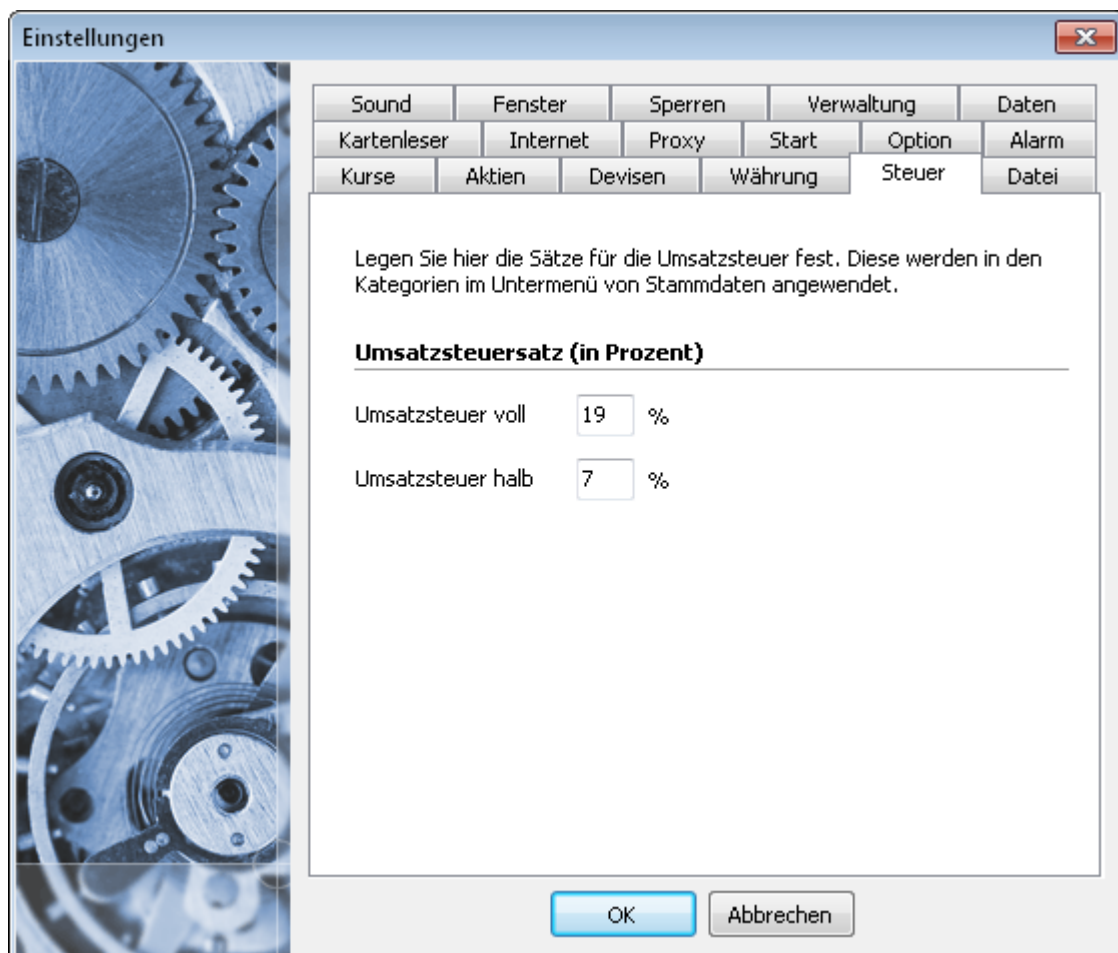 Einstellungen
Sound Fenster Sperren Verwaltung Daten
Kartenleser Internet Proxy Start Option Alarm
Kurse Aktien Devisen Währung Steuer Datei
Legen Sie hier die Sätze für die Umsatzsteuer fest. Diese werden in den
Kategorien im Untermenü von Stammdaten angewendet.
Umsatzsteuersatz (in Prozent)
Umsatzsteuer voll 19 %
Umsatzsteuer halb 7 %
OK Abbrechen